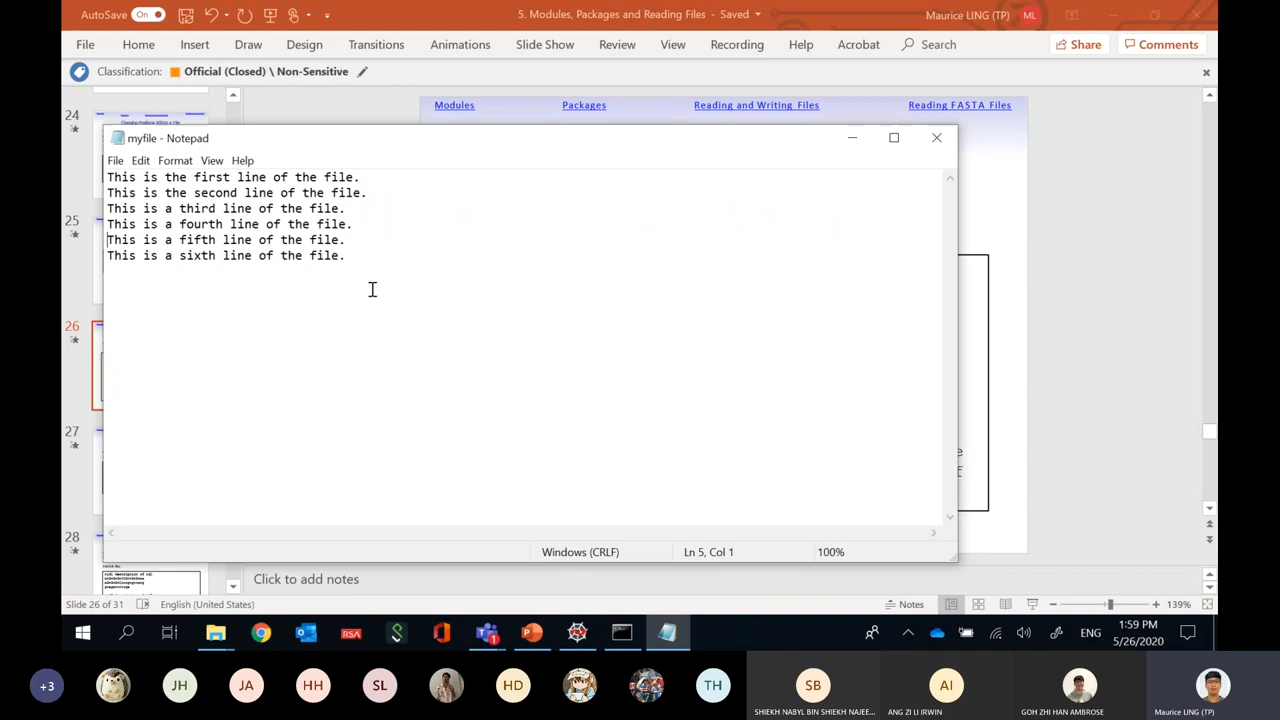 AutoSave On 5. Modules, Packages and Reading Files - Saved Maurice LING (TP) ML
File Home Insert Draw Design Transitions Animations Slide Show Review View Recording Help Acrobat Search Share Comments
Classification: Official (Closed) \ Non-Sensitive
Modules Packages Reading and Writing Files Reading FASTA Files
24
25
26
27
28
myfile - Notepad
File Edit Format View Help
This is the first line of the file.
This is the second line of the file.
This is a third line of the file.
This is a fourth line of the file.
This is a fifth line of the file.
This is a sixth line of the file.
Windows (CRLF) Ln 5, Col 1 100%
Click to add notes
Slide 26 of 31 English (United States) Notes 139%
RSA 1 ENG 1:59 PM
5/26/2020
+3 JH JA HH SL HD TH SB AI
SHIEKH NABYL BIN SHIEKH NAJEE... ANG ZI LI IRWIN GOH ZHI HAN AMBROSE Maurice LING (TP)